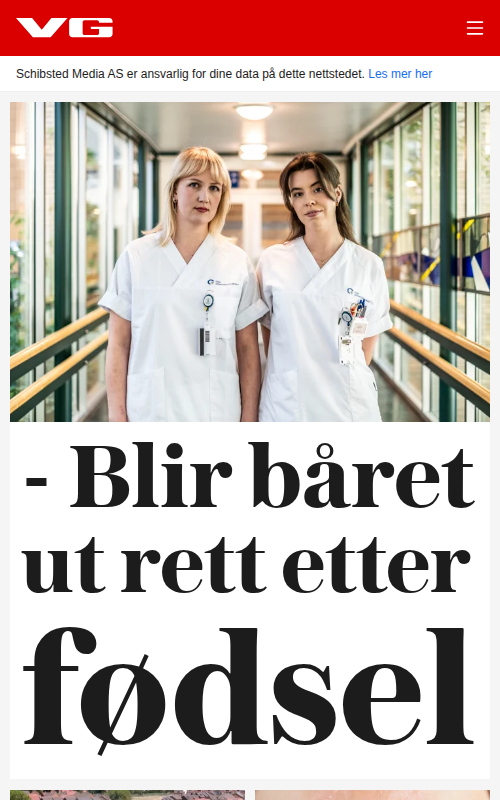 VG
Schibsted Media AS er ansvarlig for dine data på dette nettstedet. Les mer her
- Blir båret
ut rett etter
fødsel